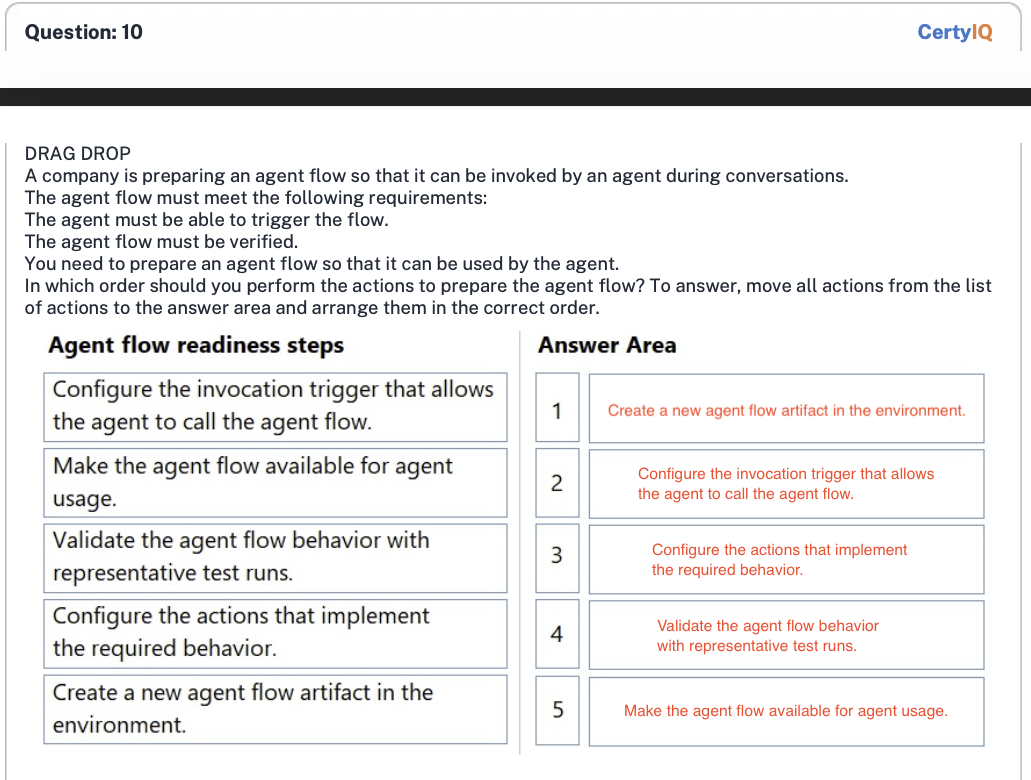 Question: 10
CertyIQ
DRAG DROP
A company is preparing an agent flow so that it can be invoked by an agent during conversations.
The agent flow must meet the following requirements:
The agent must be able to trigger the flow.
The agent flow must be verified.
You need to prepare an agent flow so that it can be used by the agent.
In which order should you perform the actions to prepare the agent flow? To answer, move all actions from the list
of actions to the answer area and arrange them in the correct order.
Agent flow readiness steps
Configure the invocation trigger that allows
the agent to call the agent flow.
Make the agent flow available for agent
usage.
Validate the agent flow behavior with
representative test runs.
Configure the actions that implement
the required behavior.
Create a new agent flow artifact in the
environment.
Answer Area
1
Create a new agent flow artifact in the environment.
2
Configure the invocation trigger that allows
the agent to call the agent flow.
3
Configure the actions that implement
the required behavior.
4
Validate the agent flow behavior
with representative test runs.
5
Make the agent flow available for agent usage.